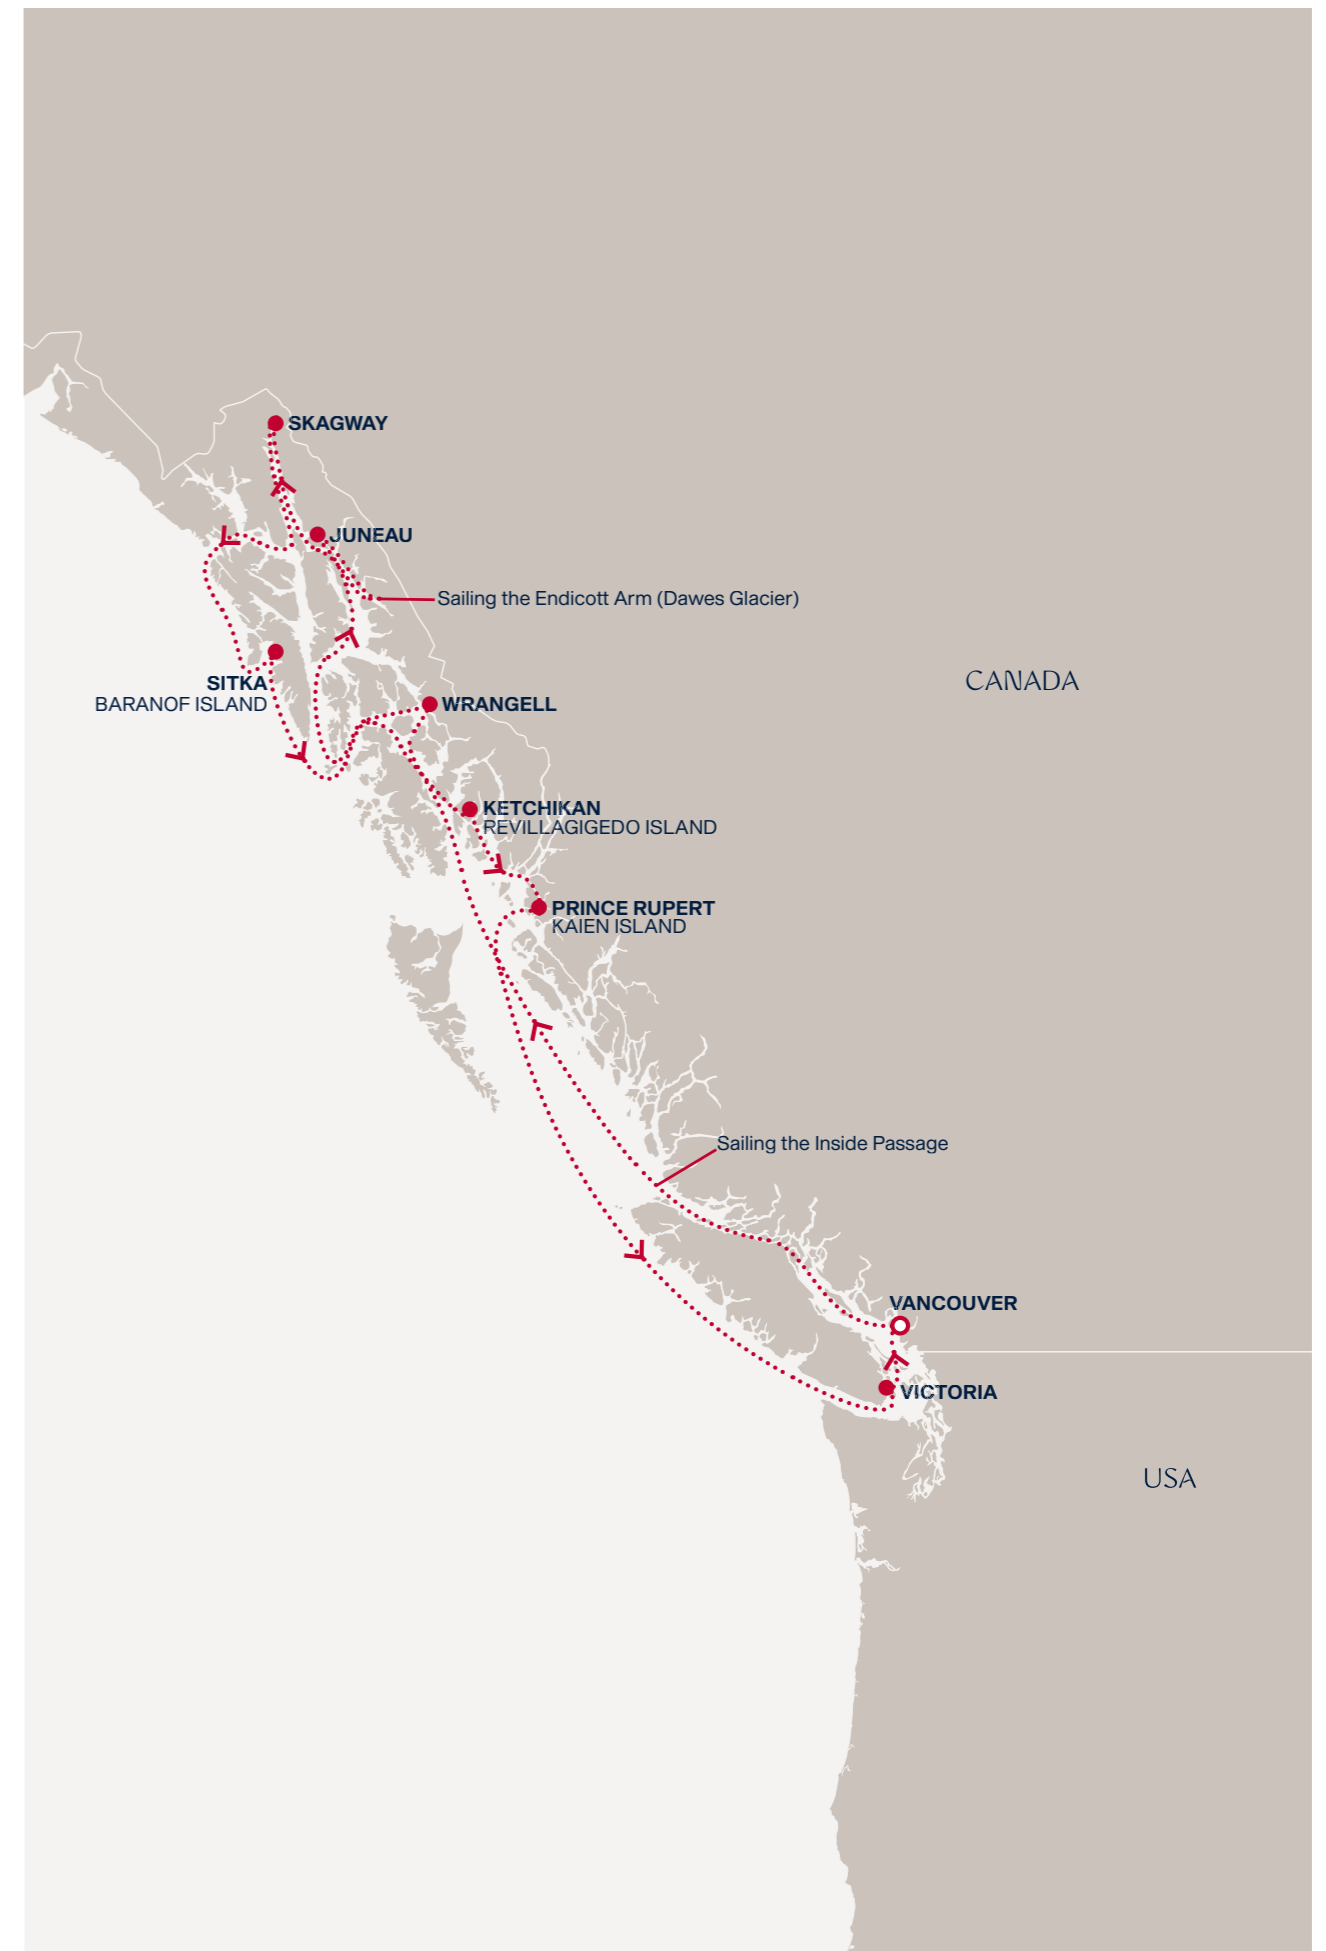 SKAGWAY
JUNEAU
Sailing the Endicott Arm (Dawes Glacier)
CANADA
SITKA
BARANOF ISLAND
WRANGELL
KETCHIKAN
REVILLAGIGEDO ISLAND
PRINCE RUPERT
KAIEN ISLAND
Sailing the Inside Passage
VANCOUVER
VICTORIA
USA